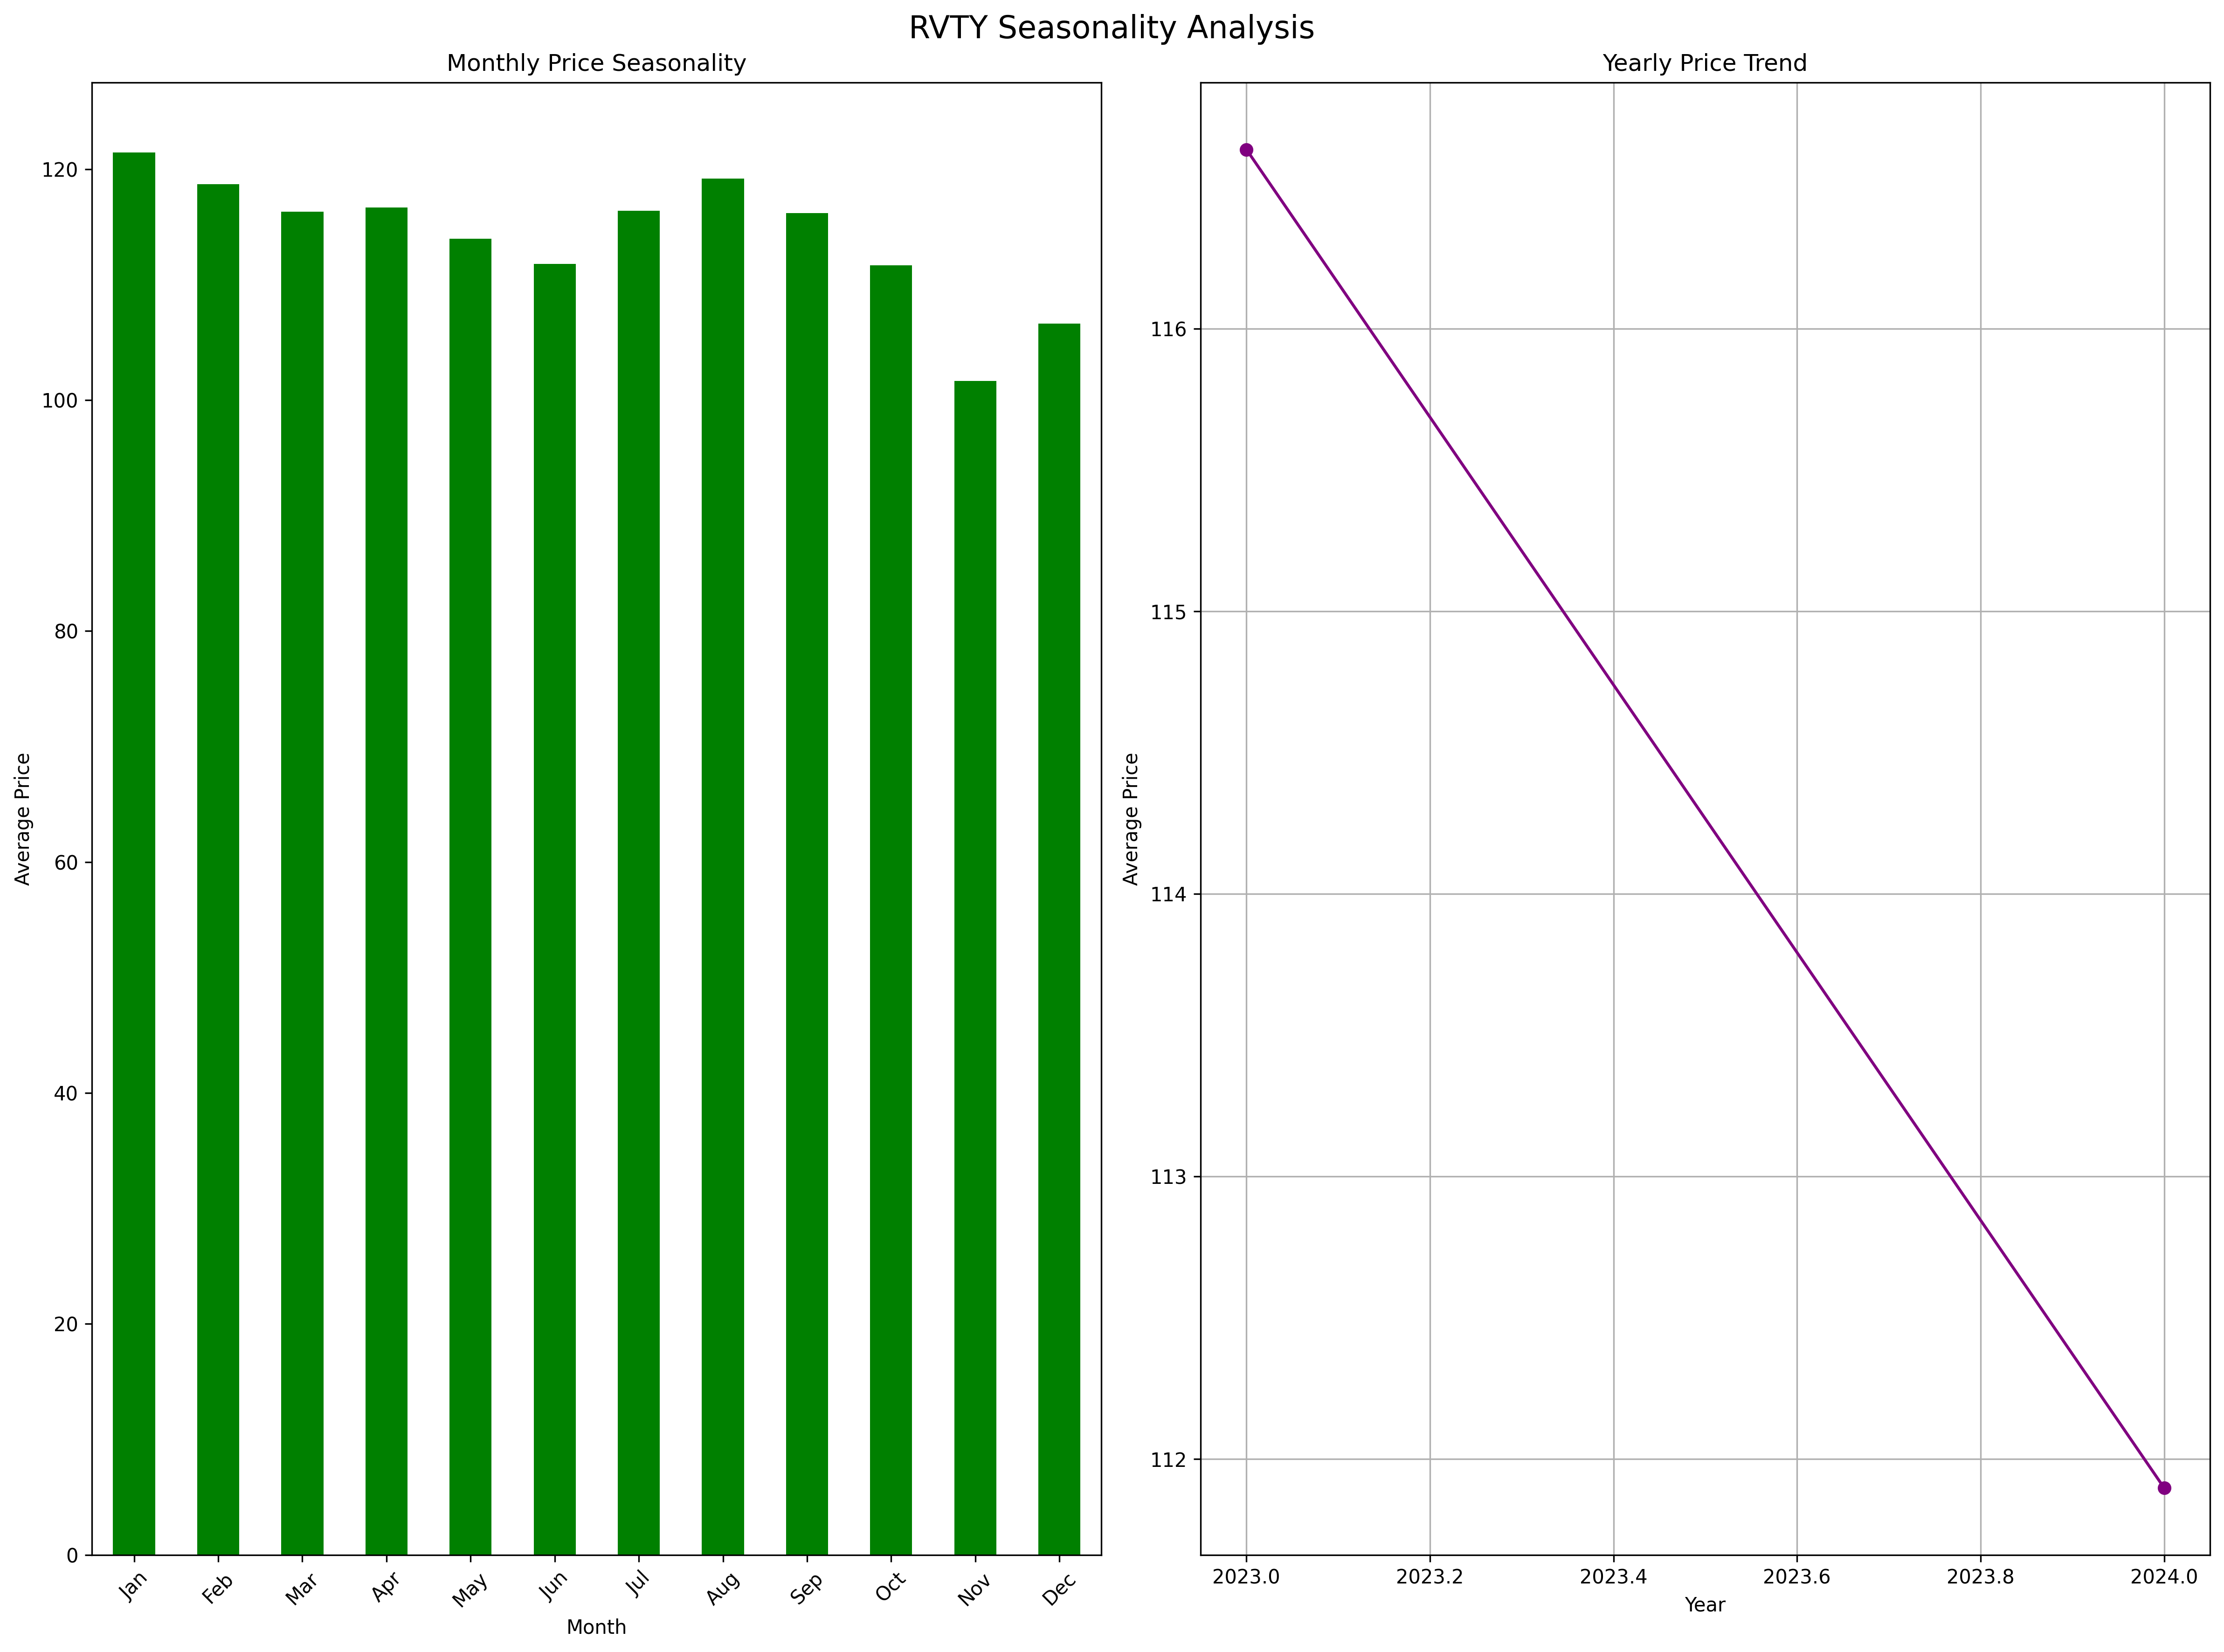 RVTY Seasonality Analysis
Monthly Price Seasonality
Average Price
120
100
80
60
40
20
0
Jan
Feb
Mar
Apr
May
Jun
Jul
Aug
Sep
Oct
Nov
Dec
Month
Yearly Price Trend
Average Price
116
115
114
113
112
2023.0
2023.2
2023.4
2023.6
2023.8
2024.0
Year